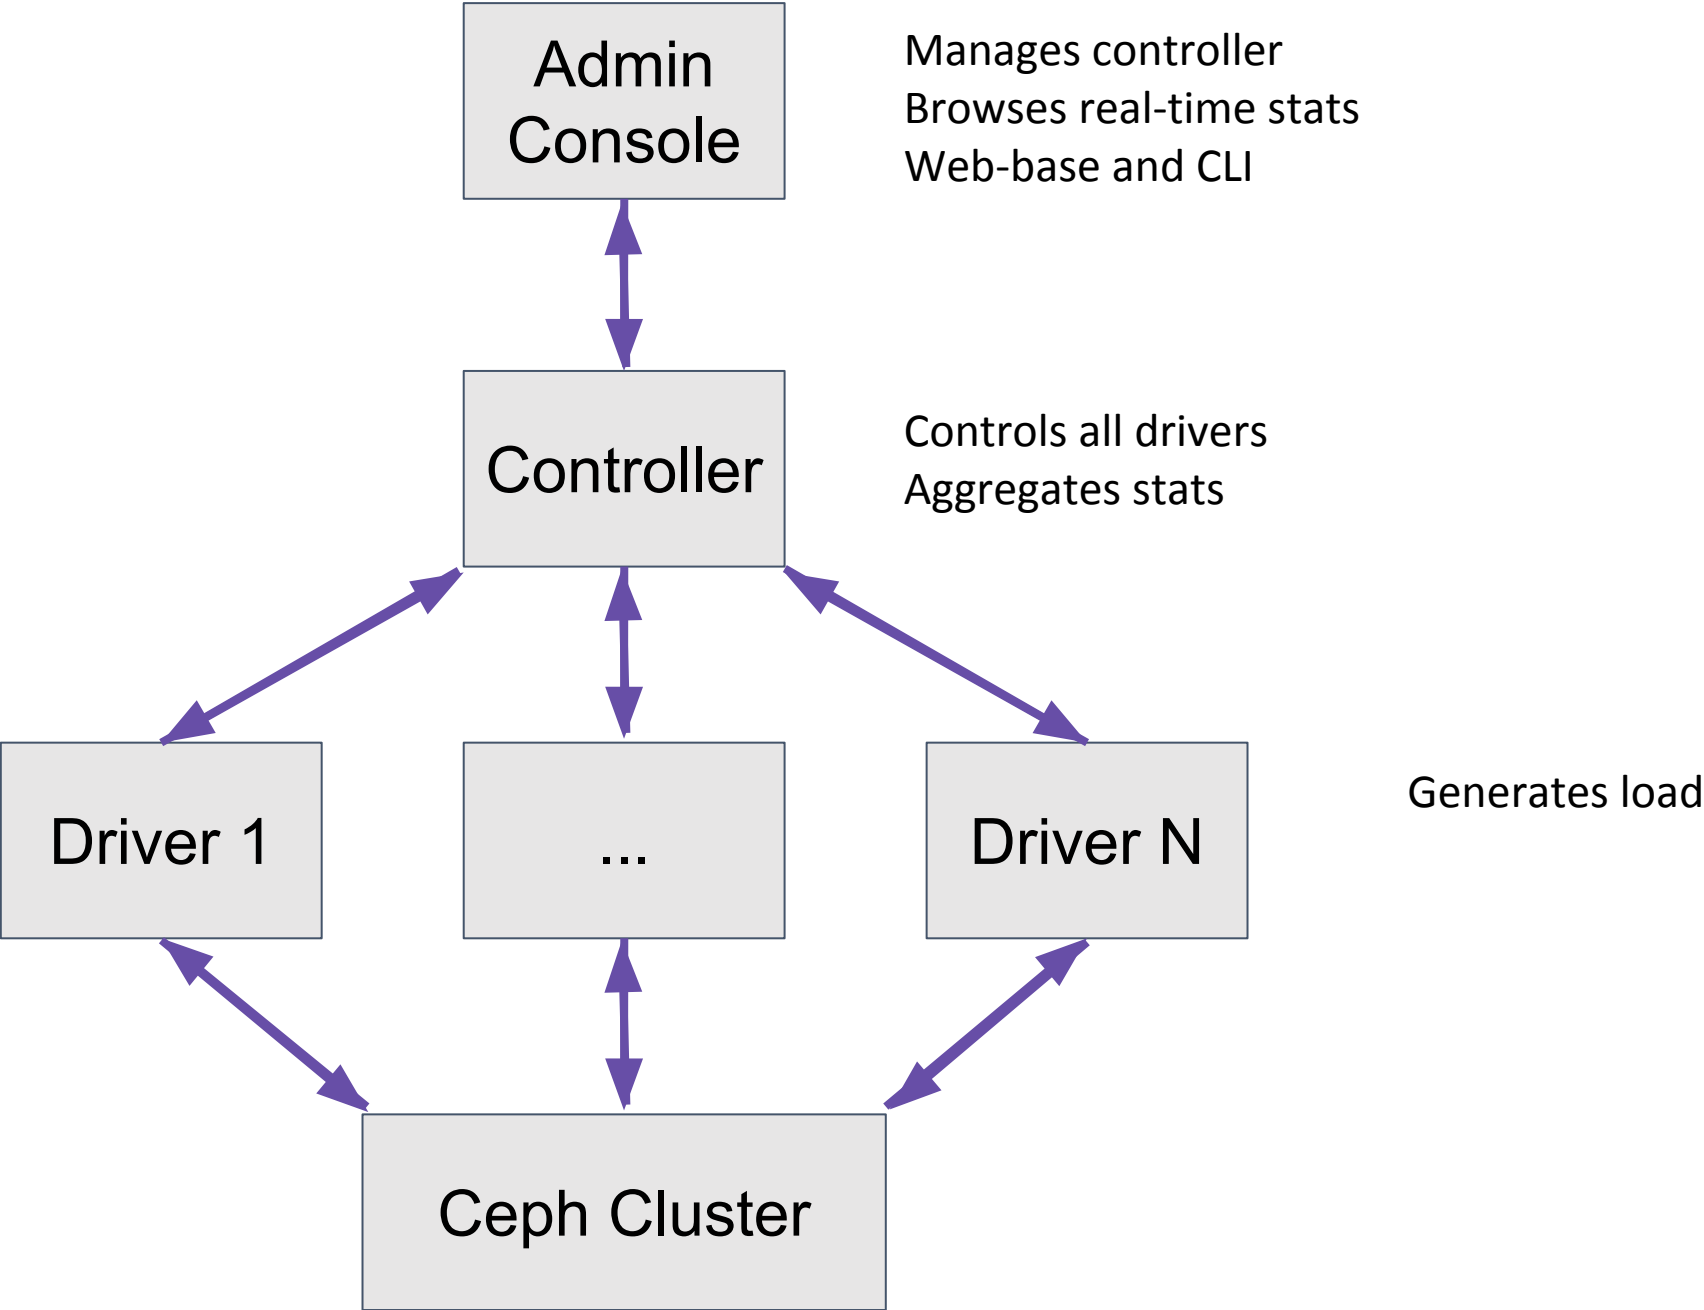 Admin
Console
Manages controller
Browses real-time stats
Web-base and CLI
Controller
Controls all drivers
Aggregates stats
Driver 1
...
Driver N
Generates load
Ceph Cluster